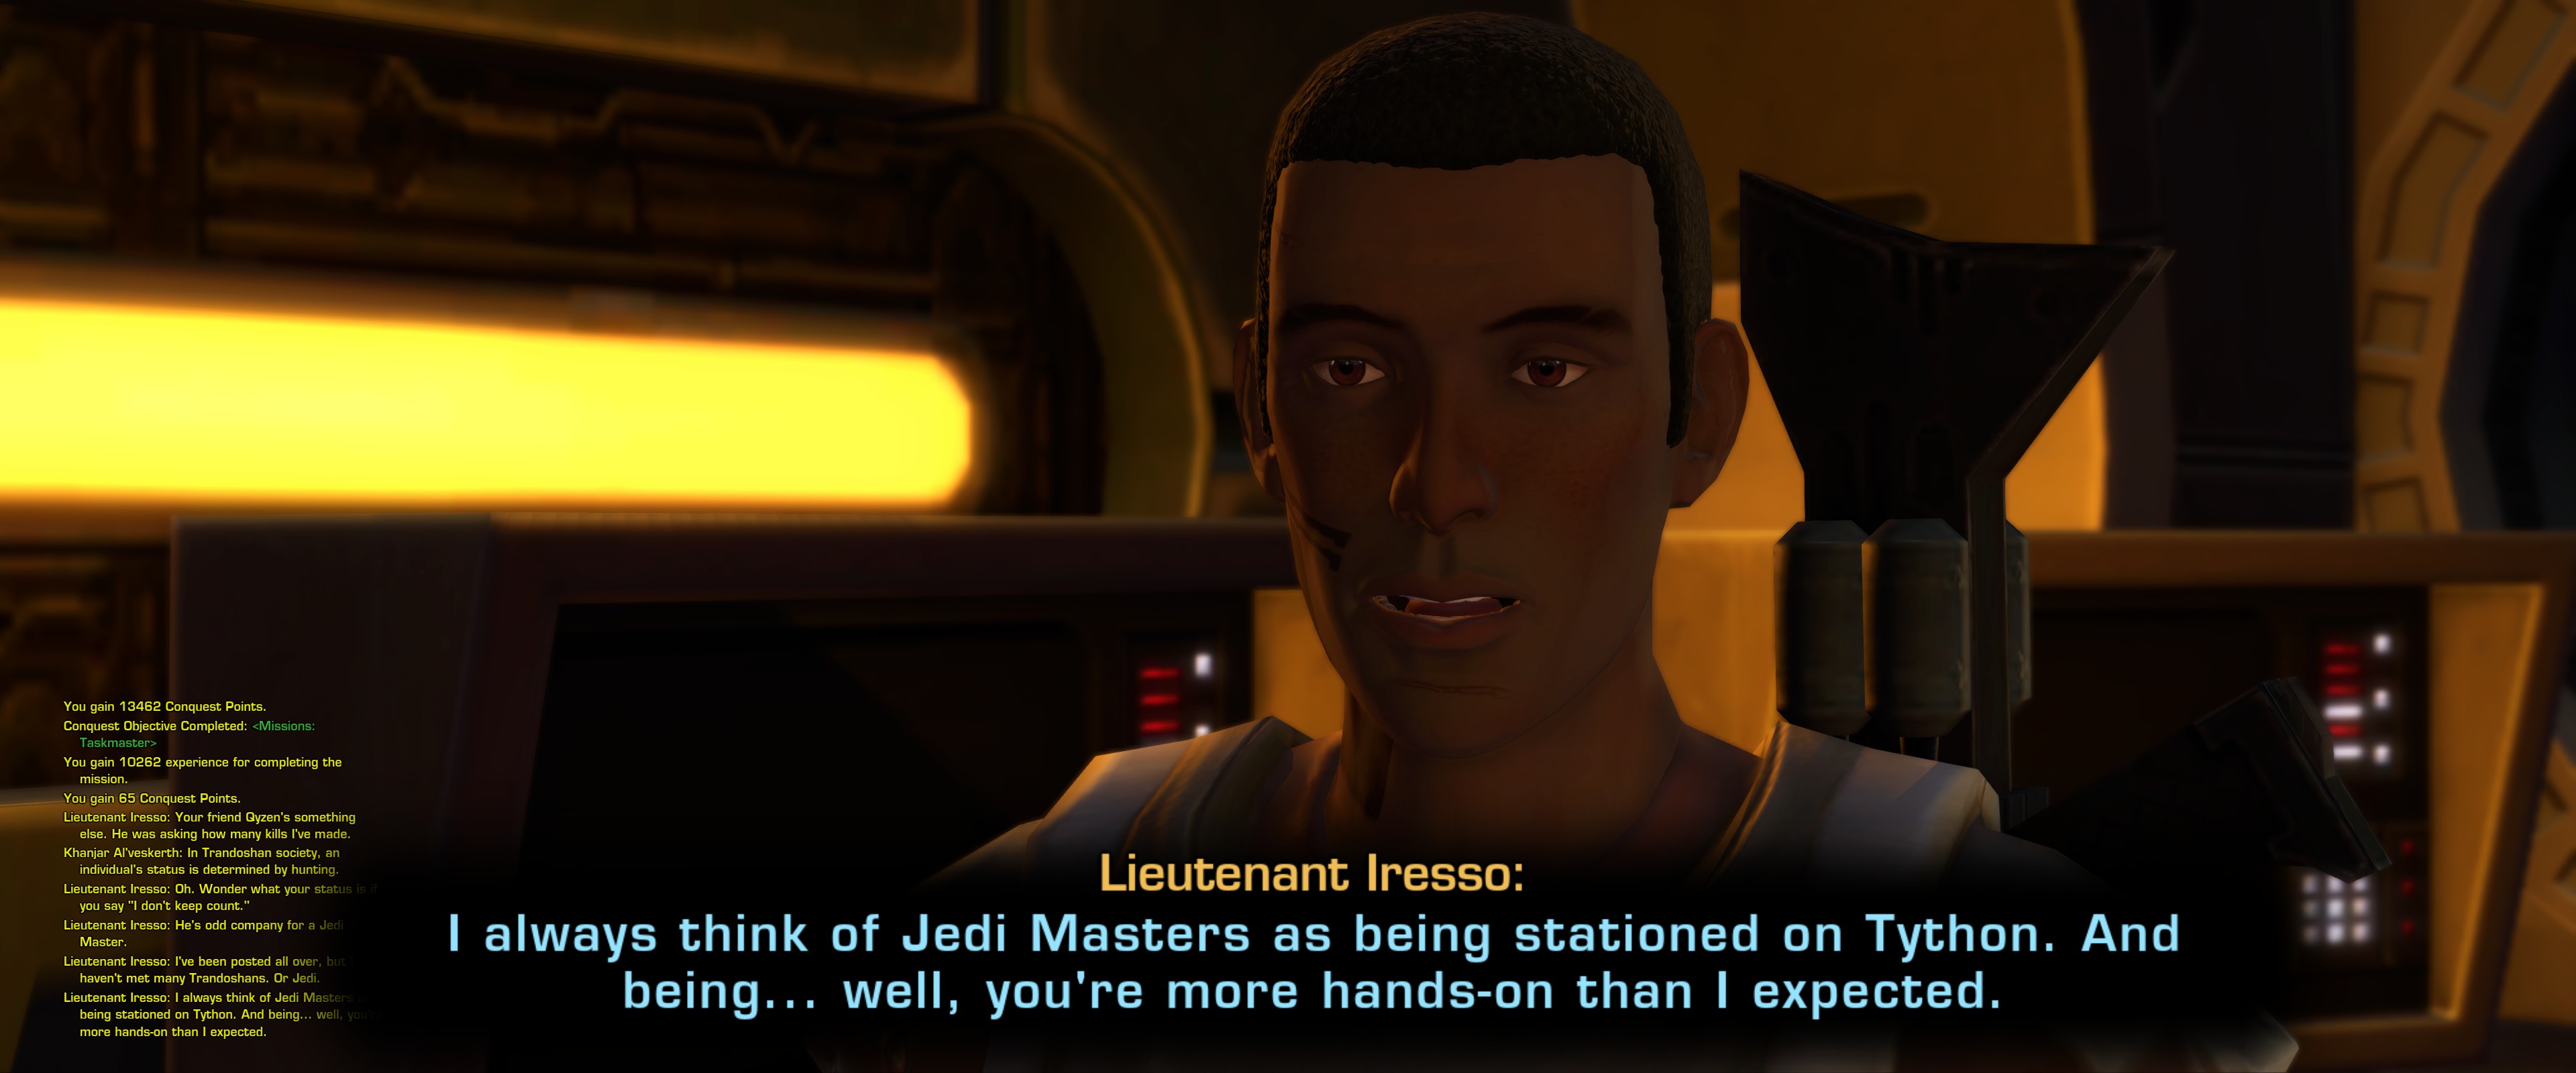 You gain 13462 Conquest Points.
Conquest Objective Completed: <Missions:
Taskmaster>
You gain 10262 experience for completing the
mission.
You gain 65 Conquest Points.
Lieutenant Iresso: Your friend Qyzen's something
else. He was asking how many kills I've made.
Khanjar Al'veskerth: In Trandoshan society, an
individual's status is determined by hunting.
Lieutenant Iresso: Oh. Wonder what your status is if
you say "I don't keep count."
Lieutenant Iresso: He's odd company for a Jedi
Master.
Lieutenant Iresso: I've been posted all over, but
haven't met many Trandoshans. Or Jedi.
Lieutenant Iresso: I always think of Jedi Masters
being stationed on Tython. And being... well, you're
more hands-on than I expected.
Lieutenant Iresso:
I always think of Jedi Masters as being stationed on Tython. And
being... well, you're more hands-on than I expected.